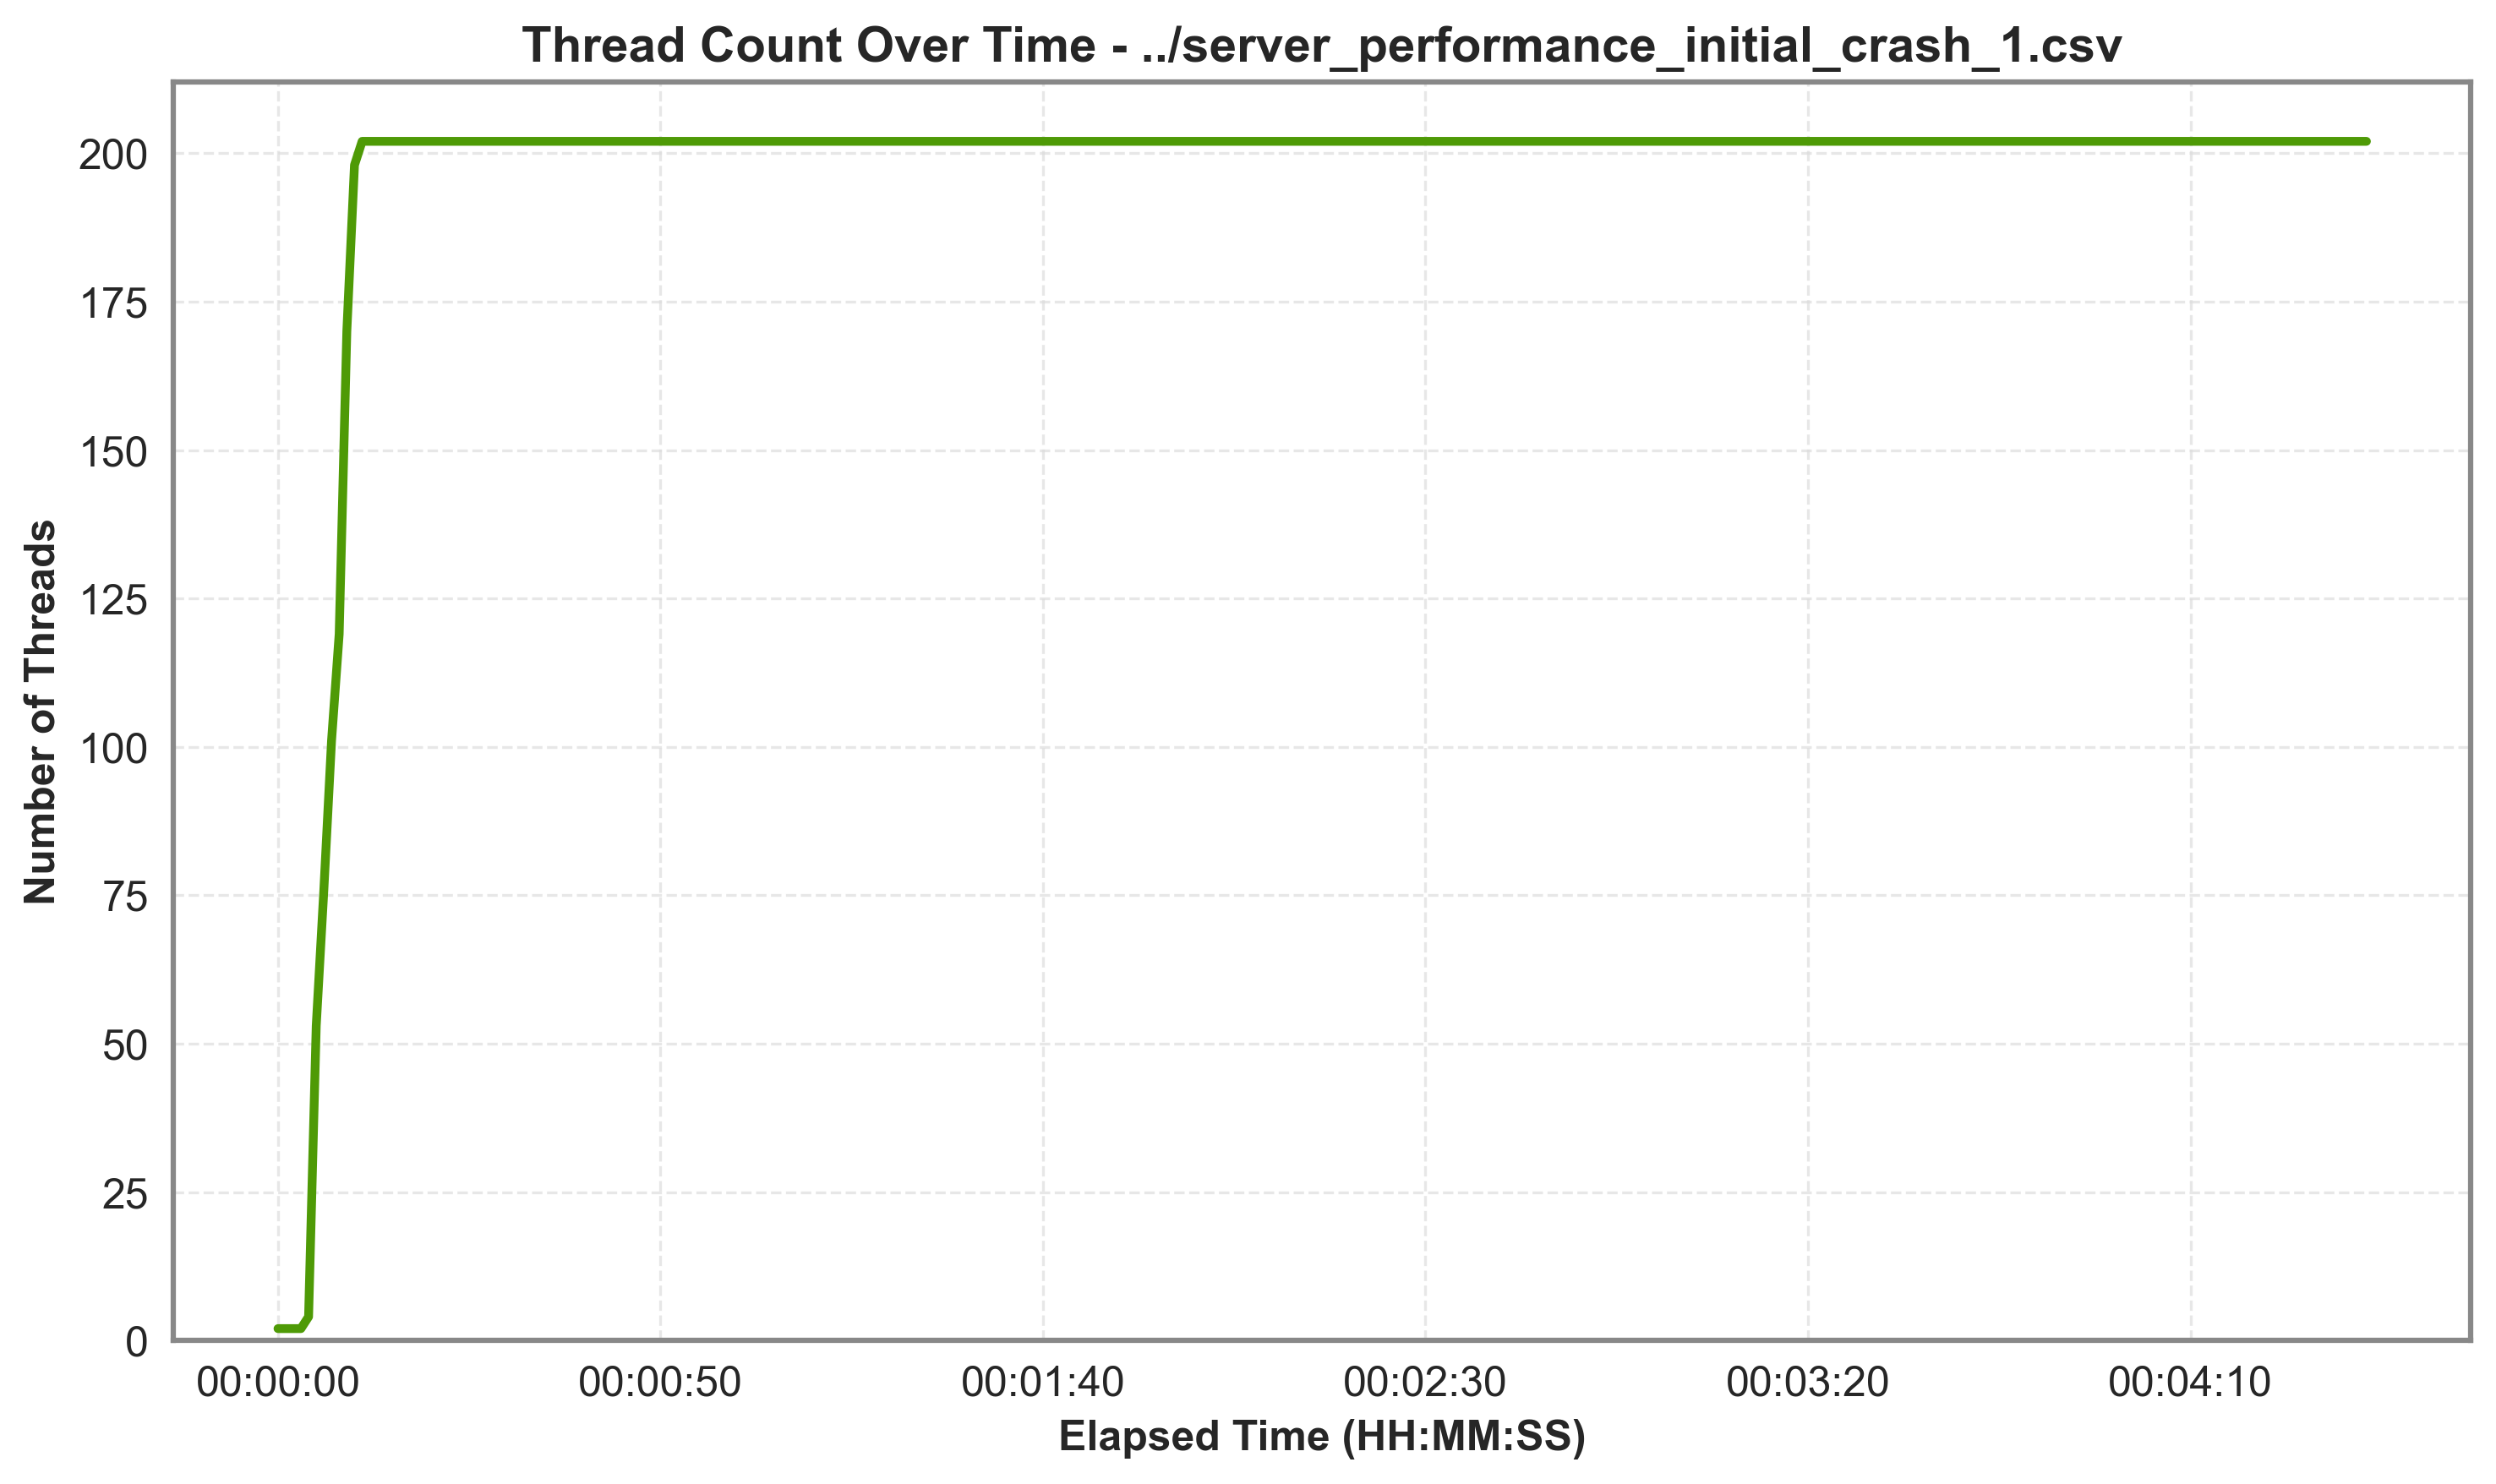 Thread Count Over Time - ../server_performance_initial_crash_1.csv
Number of Threads
200
175
150
125
100
75
50
25
0
00:00:00 00:00:50 00:01:40 00:02:30 00:03:20 00:04:10
Elapsed Time (HH:MM:SS)